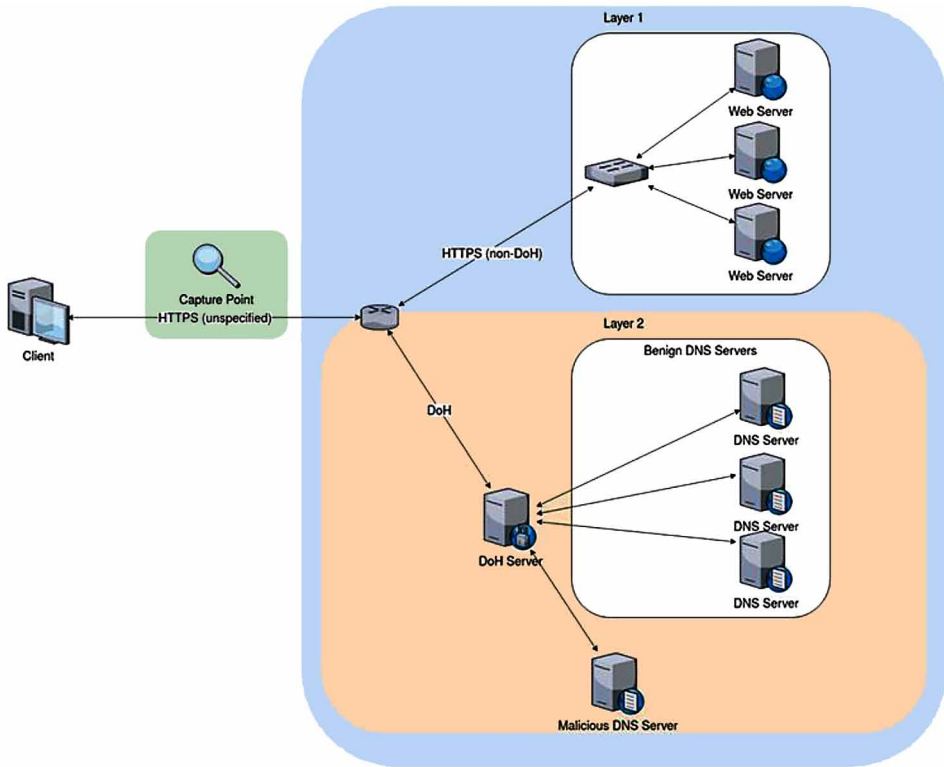 Layer 1
Web Server
Web Server
Web Server
HTTPS (non-DoH)
Capture Point
HTTPS (unspecified)
Client
Layer 2
Benign DNS Servers
DNS Server
DoH
DNS Server
DoH Server
DNS Server
Malicious DNS Server